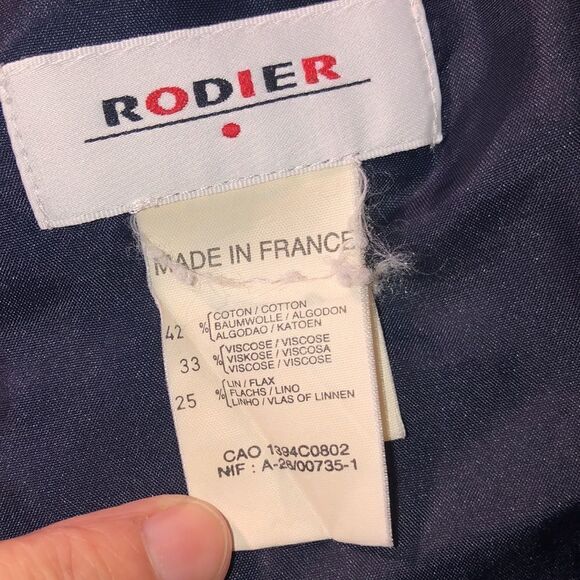 RODIER
MADE IN FRANCE
42 % COTON / COTTON
BAUMWOLLE / ALGODON
ALGODAO / KATOEN
33 % VISCOSE / VISCOSE
VISKOSE / VISCOSA
VISCOSE / VISCOSE
25 % LIN / FLAX
FLACHS / LINO
LINHO / VLAS OF LINNEN
CAO 1394C0802
NIF : A-28/00735-1